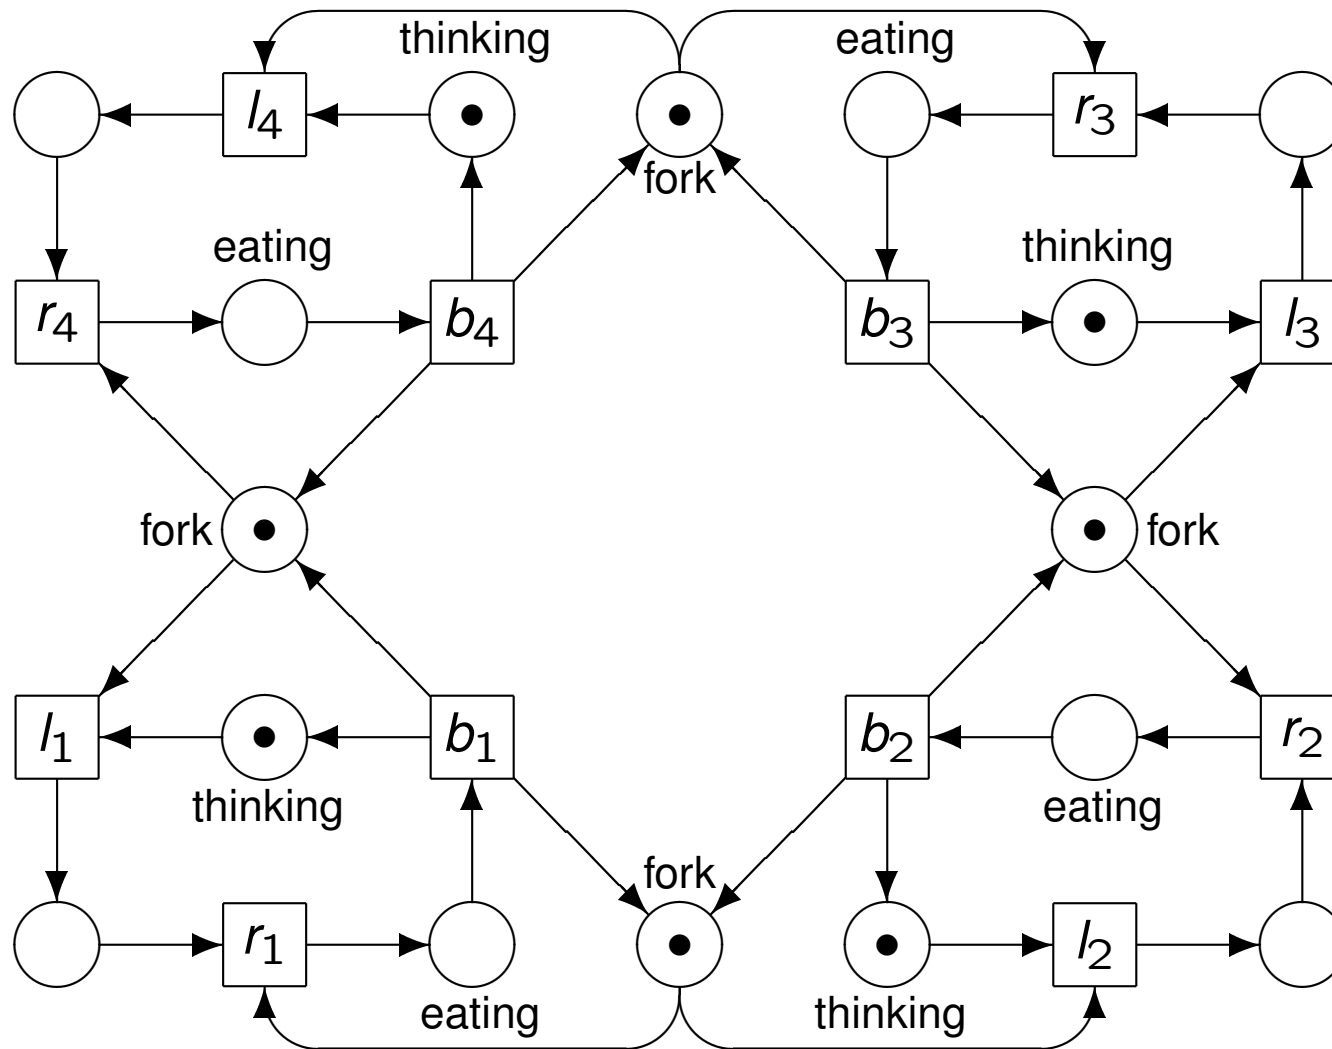 thinking
eating
l4
r3
fork
eating
thinking
r4
b4
b3
l3
fork
fork
l1
b1
b2
r2
thinking
eating
fork
r1
l2
eating
thinking